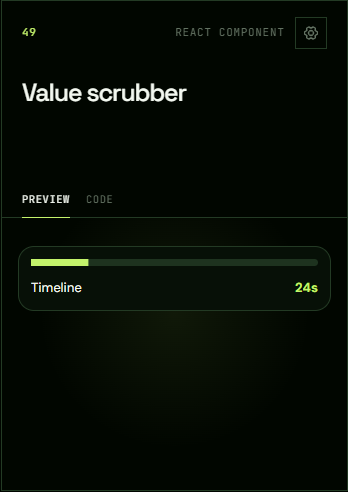 49
REACT COMPONENT
Value scrubber
PREVIEW
CODE
Timeline
24s